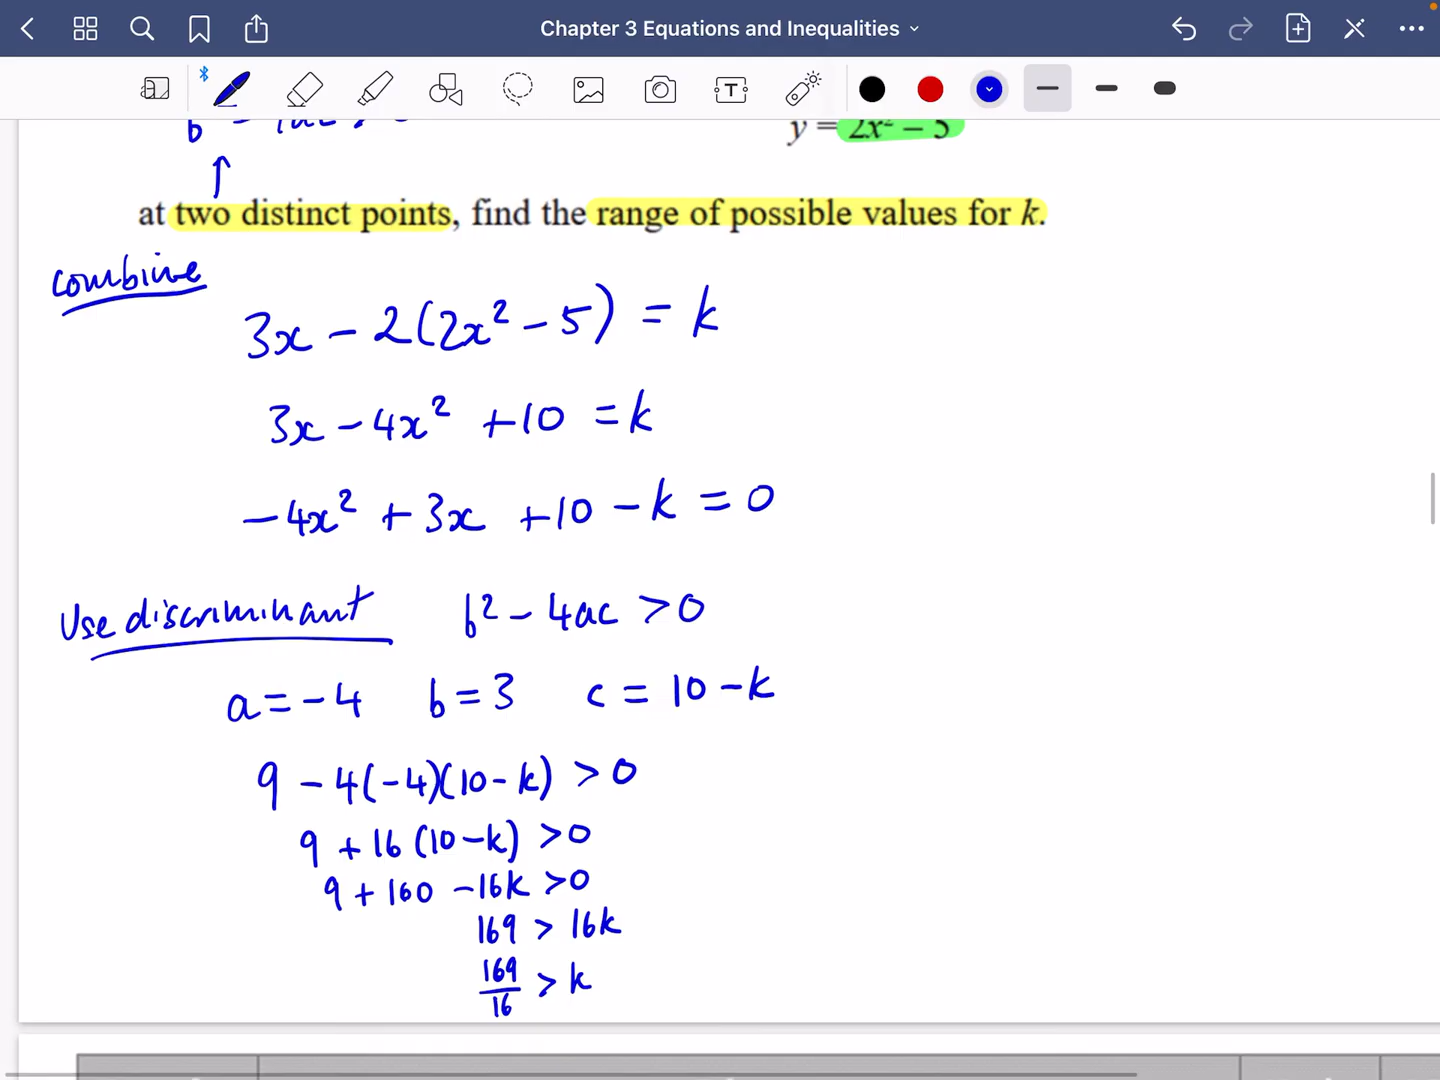 Chapter 3 Equations and Inequalities
y = 2x² – 5
at two distinct points, find the range of possible values for k.
combine
3x – 2(2x² – 5) = k
3x – 4x² + 10 = k
– 4x² + 3x + 10 – k = 0
Use discriminant b² – 4ac > 0
a = – 4 b = 3 c = 10 – k
9 – 4(–4)(10 – k) > 0
9 + 16 (10 – k) > 0
9 + 160 – 16k > 0
169 > 16k
169/16 > k